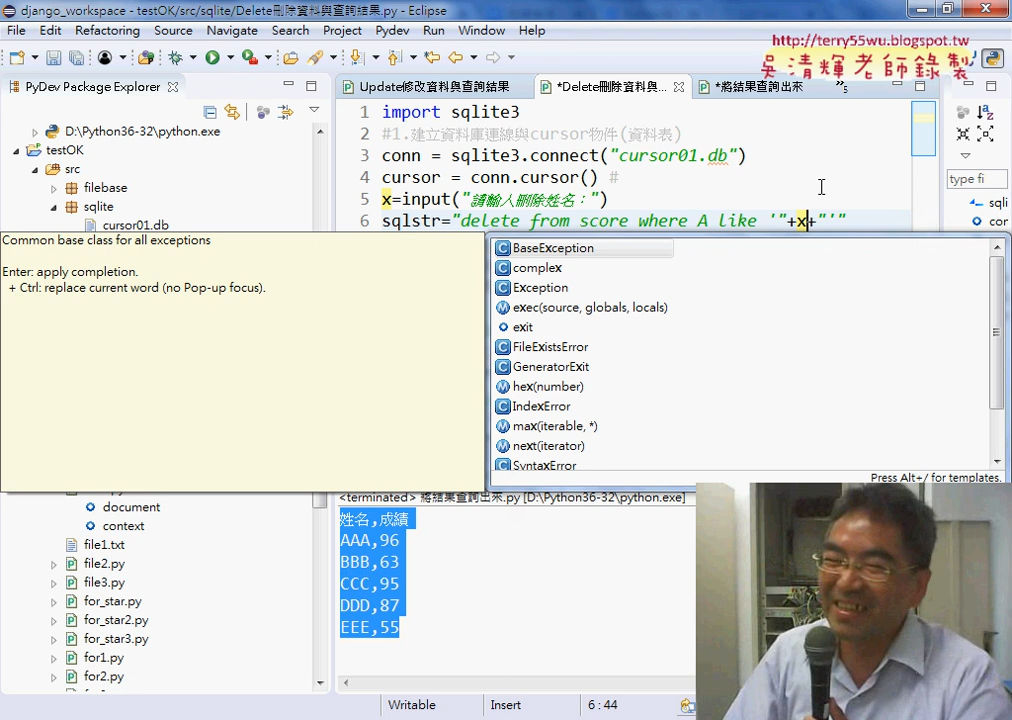 django_workspace - testOK/src/sqlite/Delete刪除資料與查詢結果.py - Eclipse
File Edit Refactoring Source Navigate Search Project Pydev Run Window Help
http://terry55wu.blogspot.tw
吳清輝老師錄製
PyDev Package Explorer
Update修改資料與查詢結果
*Delete刪除資料與...
*將結果查詢出來
»5
D:\Python36-32\python.exe
testOK
src
filebase
sqlite
cursor01.db
1 import sqlite3
2 #1.建立資料庫連線與cursor物件(資料表)
3 conn = sqlite3.connect("cursor01.db")
4 cursor = conn.cursor() #
5 x=input("請輸入刪除姓名：")
6 sqlstr="delete from score where A like '"+x+"'"
type fi
sqli
cor
Common base class for all exceptions
Enter: apply completion.
+ Ctrl: replace current word (no Pop-up focus).
BaseException
complex
Exception
exec(source, globals, locals)
exit
FileExistsError
GeneratorExit
hex(number)
IndexError
max(iterable, *)
next(iterator)
SyntaxError
Press Alt+/ for templates.
document
context
file1.txt
file2.py
file3.py
for_star.py
for_star2.py
for_star3.py
for1.py
for2.py
<terminated> 將結果查詢出來.py [D:\Python36-32\python.exe]
姓名,成績
AAA,96
BBB,63
CCC,95
DDD,87
EEE,55
Writable
Insert
6 : 44